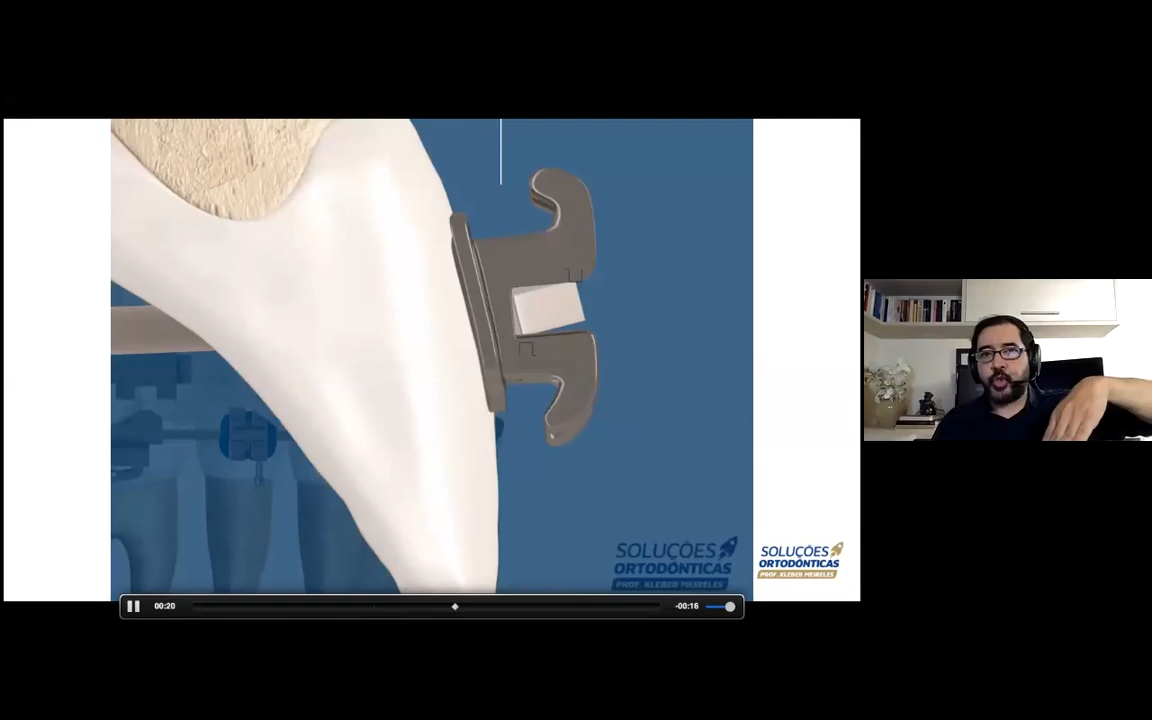 SOLUÇÕES
ORTODÔNTICAS
PROF. KLEBER MEIRELES
SOLUÇÕES
ORTODÔNTICAS
PROF. KLEBER MEIRELES
00:20
-00:16